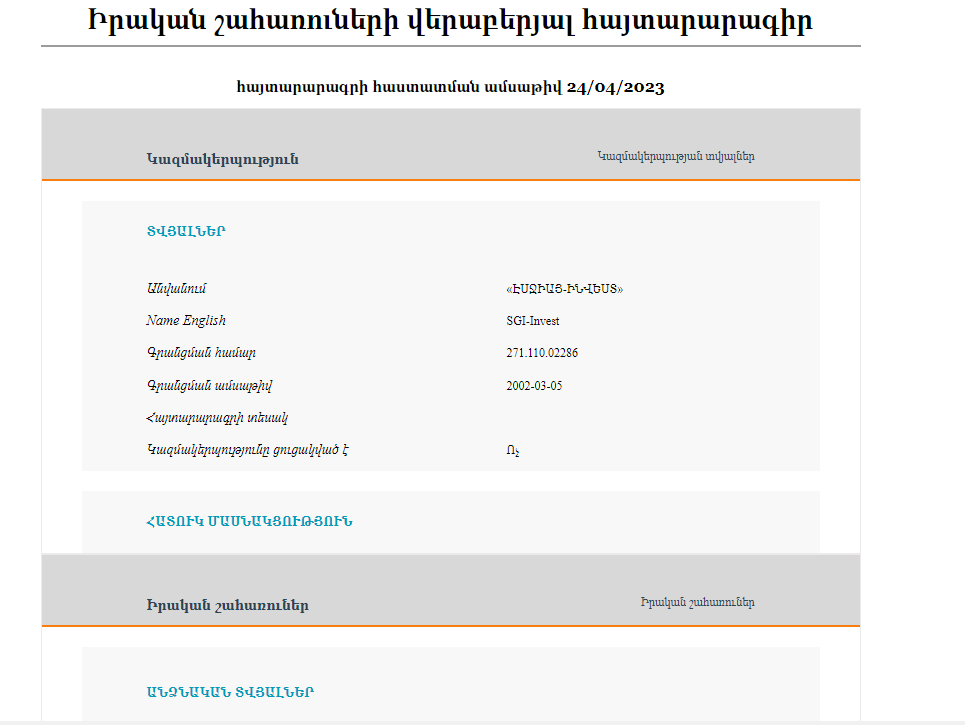 Իրական շահառուների վերաբերյալ հայտարարագիր
հայտարարագրի հաստատման ամսաթիվ 24/04/2023
Կազմակերպություն
Կազմակերպության տվյալներ
ՏՎՅԱԼՆԵՐ
Անվանում «ԷՍՋԻԱՅ-ԻՆՎԵՍՏ»
Name English SGI-Invest
Գրանցման համար 271.110.02286
Գրանցման ամսաթիվ 2002-03-05
Հայտարարագրի տեսակ
Կազմակերպությունը ցուցակված է Ոչ
ՀԱՏՈՒԿ ՄԱՍՆԱԿՑՈՒԹՅՈՒՆ
Իրական շահառուներ
Իրական շահառուներ
ԱՆՁՆԱԿԱՆ ՏՎՅԱԼՆԵՐ